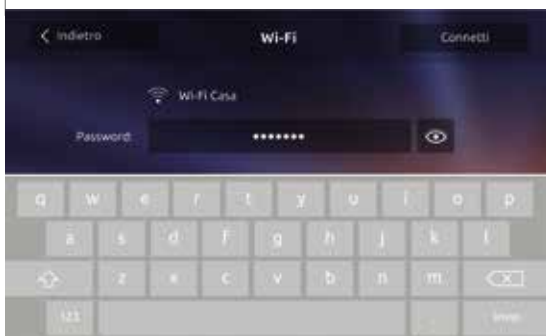 Indietro Wi-Fi Connetti
Wi-Fi Casa
Password: •••••••
q w e r t y u i o p
a s d f g h j k l
z x c v b n m
123 . Invio